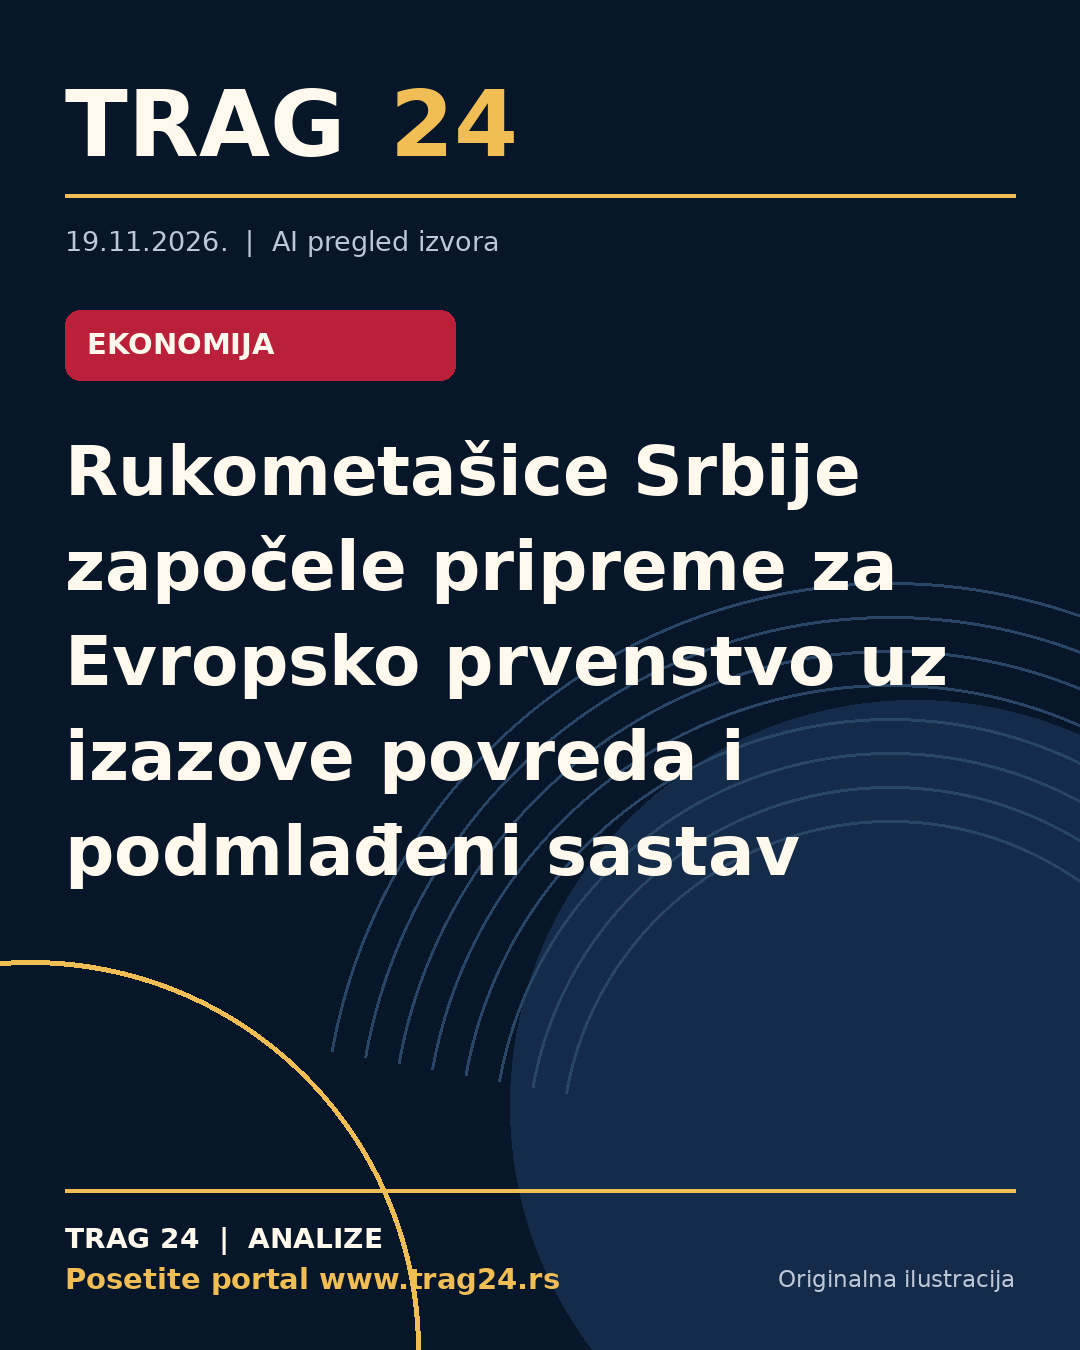 TRAG 24
19.11.2026. | AI pregled izvora
EKONOMIJA
Rukometašice Srbije
započele pripreme za
Evropsko prvenstvo uz
izazove povreda i
podmlađeni sastav
TRAG 24 | ANALIZE
Posetite portal www.trag24.rs
Originalna ilustracija